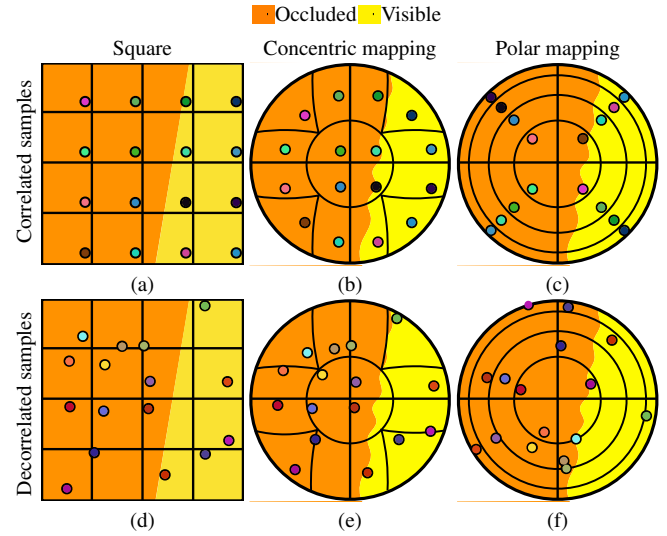 Occluded Visible
Square Concentric mapping Polar mapping
Correlated samples
(a) (b) (c)
Decorrelated samples
(d) (e) (f)